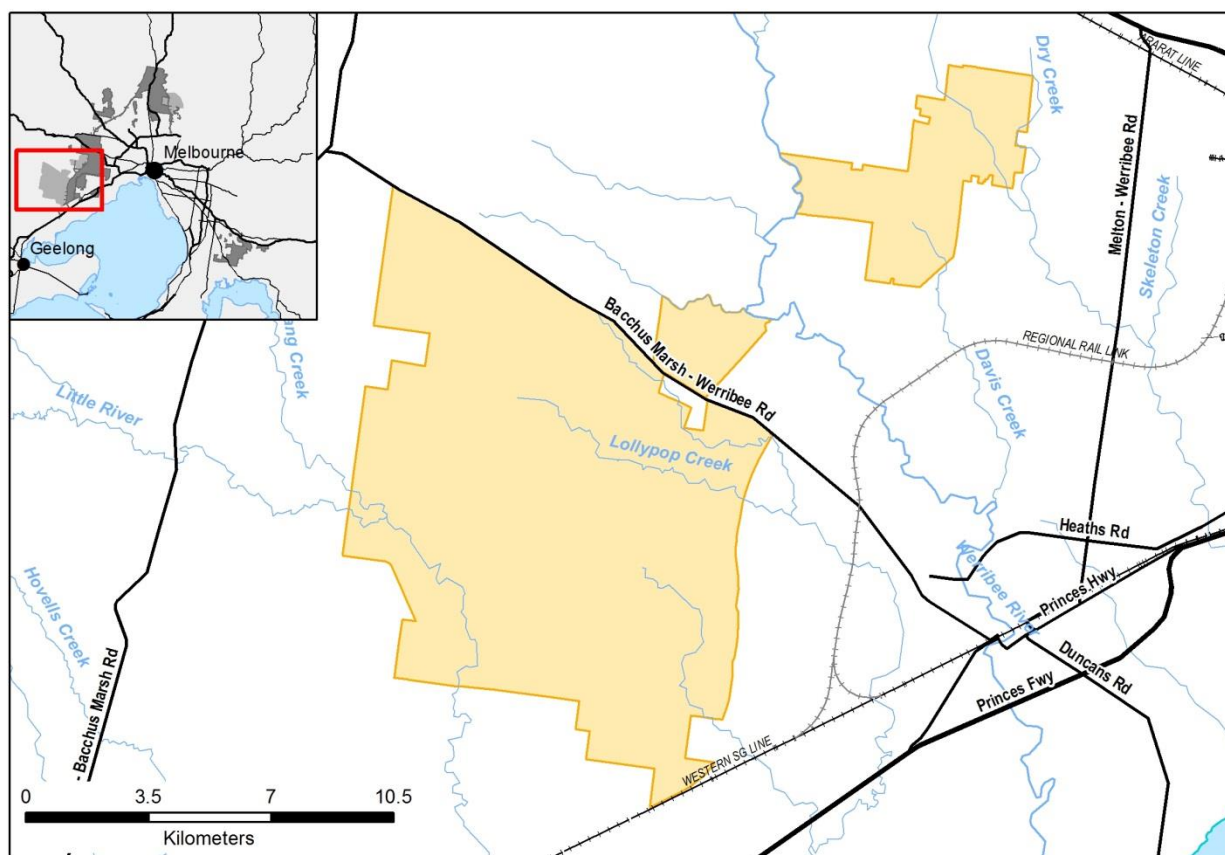 Melbourne
Geelong
Dry Creek
ARARAT LINE
Melton - Werribee Rd
Skeleton Creek
REGIONAL RAIL LINK
Bacchus Marsh - Werribee Rd
ang Creek
Little River
Davis Creek
Lollypop Creek
Heaths Rd
Werribee River
Princes Hwy
Hovells Creek
- Bacchus Marsh Rd
Duncans Rd
Princes Fwy
WESTERN SG LINE
0 3.5 7 10.5
Kilometers